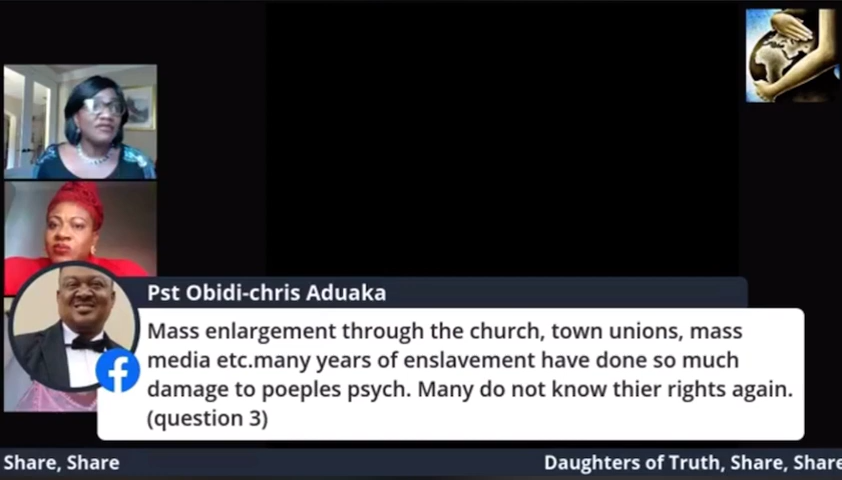 Pst Obidi-chris Aduaka
Mass enlargement through the church, town unions, mass
media etc.many years of enslavement have done so much
damage to poeples psych. Many do not know thier rights again.
(question 3)
Share, Share
Daughters of Truth, Share, Share